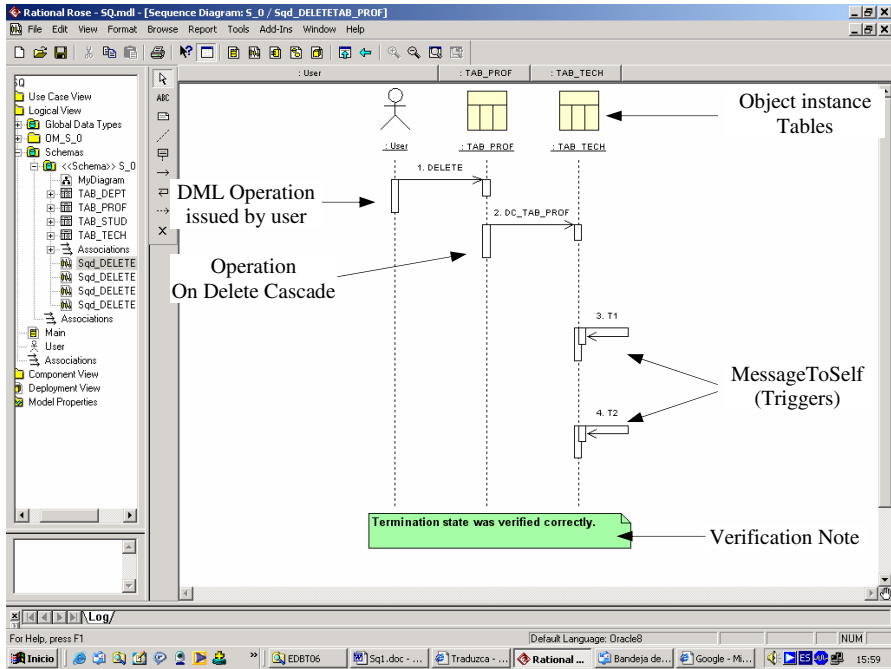 Rational Rose - SQ.mdl - [Sequence Diagram: S_0 / Sqd_DELETETAB_PROF]
File Edit View Format Browse Report Tools Add-Ins Window Help
: User : TAB_PROF : TAB_TECH
SQ
Use Case View
Logical View
Global Data Types
OM_S_0
Schemas
<<Schema>> S_0
MyDiagram
TAB_DEPT
TAB_PROF
TAB_STUD
TAB_TECH
Associations
Sqd_DELETE
Sqd_DELETE
Sqd_DELETE
Sqd_DELETE
Associations
Main
User
Associations
Component View
Deployment View
Model Properties
ABC
: User : TAB_PROF : TAB_TECH
Object instance
Tables
1. DELETE
DML Operation
issued by user
2. DC_TAB_PROF
Operation
On Delete Cascade
3. T1
MessageToSelf
(Triggers)
4. T2
Termination state was verified correctly.
Verification Note
Log
For Help, press F1
Default Language: Oracle8
NUM
Inicio
EDBT06
Sq1.doc - ...
Traduzca - ...
Rational ...
Bandeja de...
Google - Mi...
ES
15:59